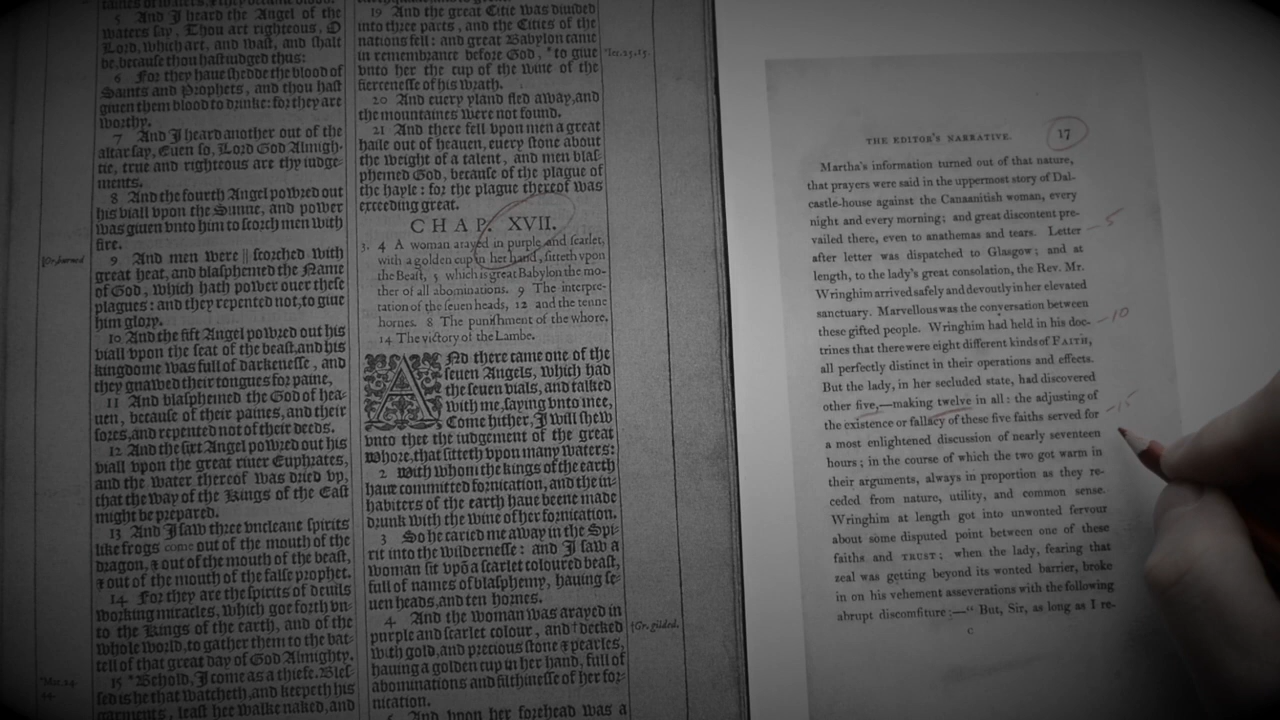 5 And I heard the Angel of the
waters say, Thou art righteous, O
Lord, which art, and wast, and shalt
be, because thou hast iudged thus:
6 For they haue shedde the blood of
Saints and Prophets, and thou hast
giuen them blood to drinke: for they are
worthy.
7 And I heard another out of the
altar say, Euen so, Lord God Almigh-
tie, true and righteous are thy iudge-
ments.
8 And the fourth Angel powred out
his viall vpon the Sunne, and power
was giuen vnto him to scorch men with
fire.
||Or, burned
9 And men were || scorched with
great heat, and blasphemed the Name
of God, which hath power ouer these
plagues: and they repented not, to giue
him glory.
10 And the fift Angel powred out his
viall vpon the seat of the beast, and his
kingdome was full of darkenesse, and
they gnawed their tongues for paine,
11 And blasphemed the God of hea-
uen, because of their paines, and their
sores, and repented not of their deeds.
12 And the sixt Angel powred out his
viall vpon the great riuer Euphrates,
and the water thereof was dried vp,
that the way of the Kings of the East
might be prepared.
13 And I saw three vncleane spirits
like frogs come out of the mouth of the
dragon, & out of the mouth of the beast,
& out of the mouth of the false prophet.
14 For they are the spirits of deuils
working miracles, which goe forth vn-
to the Kings of the earth, and of the
whole world, to gather them to the bat-
tell of that great day of God Almighty.
*Mat. 24
15 *Behold, I come as a thiefe. Bles-
sed is he that watcheth, and keepeth his
garments, least hee walke naked, and
19 And the great Citie was diuided
into three parts, and the Cities of the
nations fell: and great Babylon came
in remembrance before God, *to giue
*Ier. 25. 15.
vnto her the cup of the wine of the
fiercenesse of his wrath.
20 And euery yland fled away, and
the mountaines were not found.
21 And there fell vpon men a great
haile out of heauen, euery stone about
the weight of a talent, and men blas-
phemed God, because of the plague of
the hayle: for the plague thereof was
exceeding great.
CHAP. XVII.
3. 4 A woman arayed in purple and scarlet,
with a golden cup in her hand, sitteth vpon
the Beast, 5 which is great Babylon the mo-
ther of all abominations. 9 The interpre-
tation of the seuen heads, 12 and the tenne
hornes. 8 The punishment of the whore.
14 The victory of the Lambe.
ANd there came one of the
seuen Angels, which had
the seuen vials, and talked
with me, saying vnto mee,
Come hither, I will shew
vnto thee the iudgement of the great
whore, that sitteth vpon many waters:
2 With whom the kings of the earth
haue committed fornication, and the in-
habiters of the earth haue beene made
drunk with the wine of her fornication.
3 So he caried me away in the Spi-
rit into the wildernesse: and I saw a
woman sit vpō a scarlet coloured beast,
full of names of blasphemy, hauing se-
uen heads, and ten hornes.
4 And the woman was arayed in
purple and scarlet colour, and †decked
†Gr. gilded.
with gold, and precious stone & pearles,
hauing a golden cup in her hand, full of
abominations and filthinesse of her for-
nication.
And vpon her forehead was a
THE EDITOR'S NARRATIVE. 17
Martha's information turned out of that nature,
that prayers were said in the uppermost story of Dal-
castle-house against the Canaanitish woman, every
night and every morning; and great discontent pre-
vailed there, even to anathemas and tears. Letter
– 5
after letter was dispatched to Glasgow; and at
length, to the lady's great consolation, the Rev. Mr.
Wringhim arrived safely and devoutly in her elevated
sanctuary. Marvellous was the conversation between
these gifted people. Wringhim had held in his doc-
– 10
trines that there were eight different kinds of FAITH,
all perfectly distinct in their operations and effects.
But the lady, in her secluded state, had discovered
other five,—making twelve in all: the adjusting of
the existence or fallacy of these five faiths served for
– 15
a most enlightened discussion of nearly seventeen
hours; in the course of which the two got warm in
their arguments, always in proportion as they re-
ceded from nature, utility, and common sense.
Wringhim at length got into unwonted fervour
about some disputed point between one of these
faiths and TRUST; when the lady, fearing that
zeal was getting beyond its wonted barrier, broke
in on his vehement asseverations with the following
abrupt discomfiture:—" But, Sir, as long as I re-
C